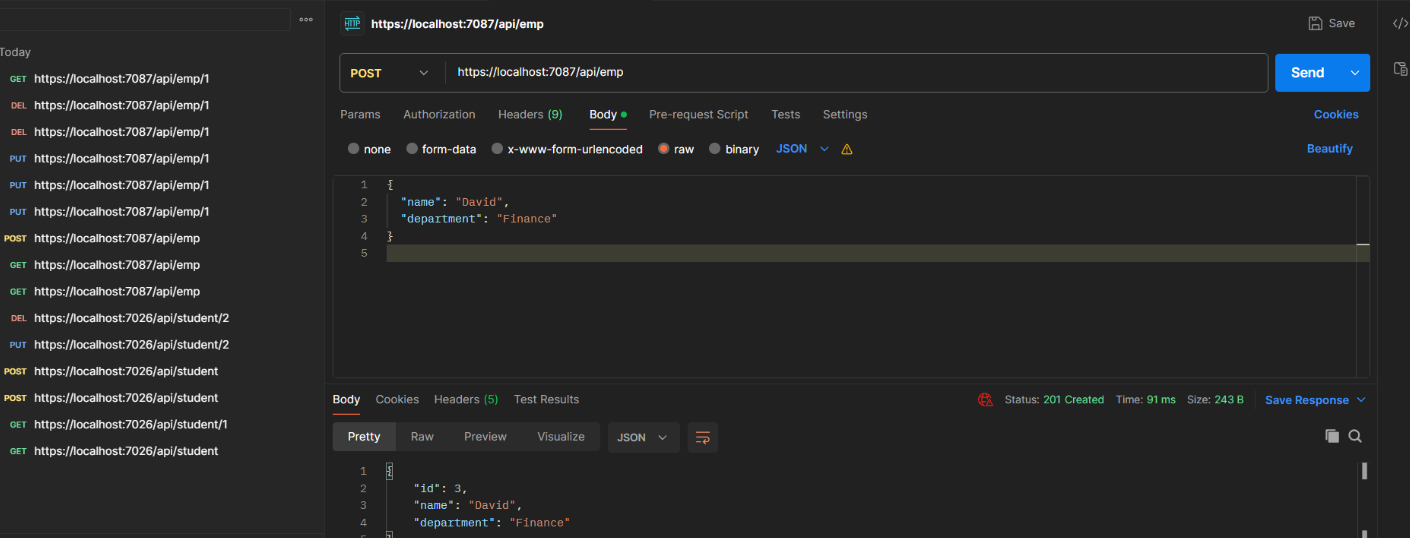 Today
GET https://localhost:7087/api/emp/1
DEL https://localhost:7087/api/emp/1
DEL https://localhost:7087/api/emp/1
PUT https://localhost:7087/api/emp/1
PUT https://localhost:7087/api/emp/1
PUT https://localhost:7087/api/emp/1
POST https://localhost:7087/api/emp
GET https://localhost:7087/api/emp
GET https://localhost:7087/api/emp
DEL https://localhost:7026/api/student/2
PUT https://localhost:7026/api/student/2
POST https://localhost:7026/api/student
POST https://localhost:7026/api/student
GET https://localhost:7026/api/student/1
GET https://localhost:7026/api/student
HTTP https://localhost:7087/api/emp Save </>
POST https://localhost:7087/api/emp Send
Params Authorization Headers (9) Body Pre-request Script Tests Settings Cookies
none form-data x-www-form-urlencoded raw binary JSON Beautify
1 {
2 "name": "David",
3 "department": "Finance"
4 }
5
Body Cookies Headers (5) Test Results Status: 201 Created Time: 91 ms Size: 243 B Save Response
Pretty Raw Preview Visualize JSON
1 {
2 "id": 3,
3 "name": "David",
4 "department": "Finance"
5 }